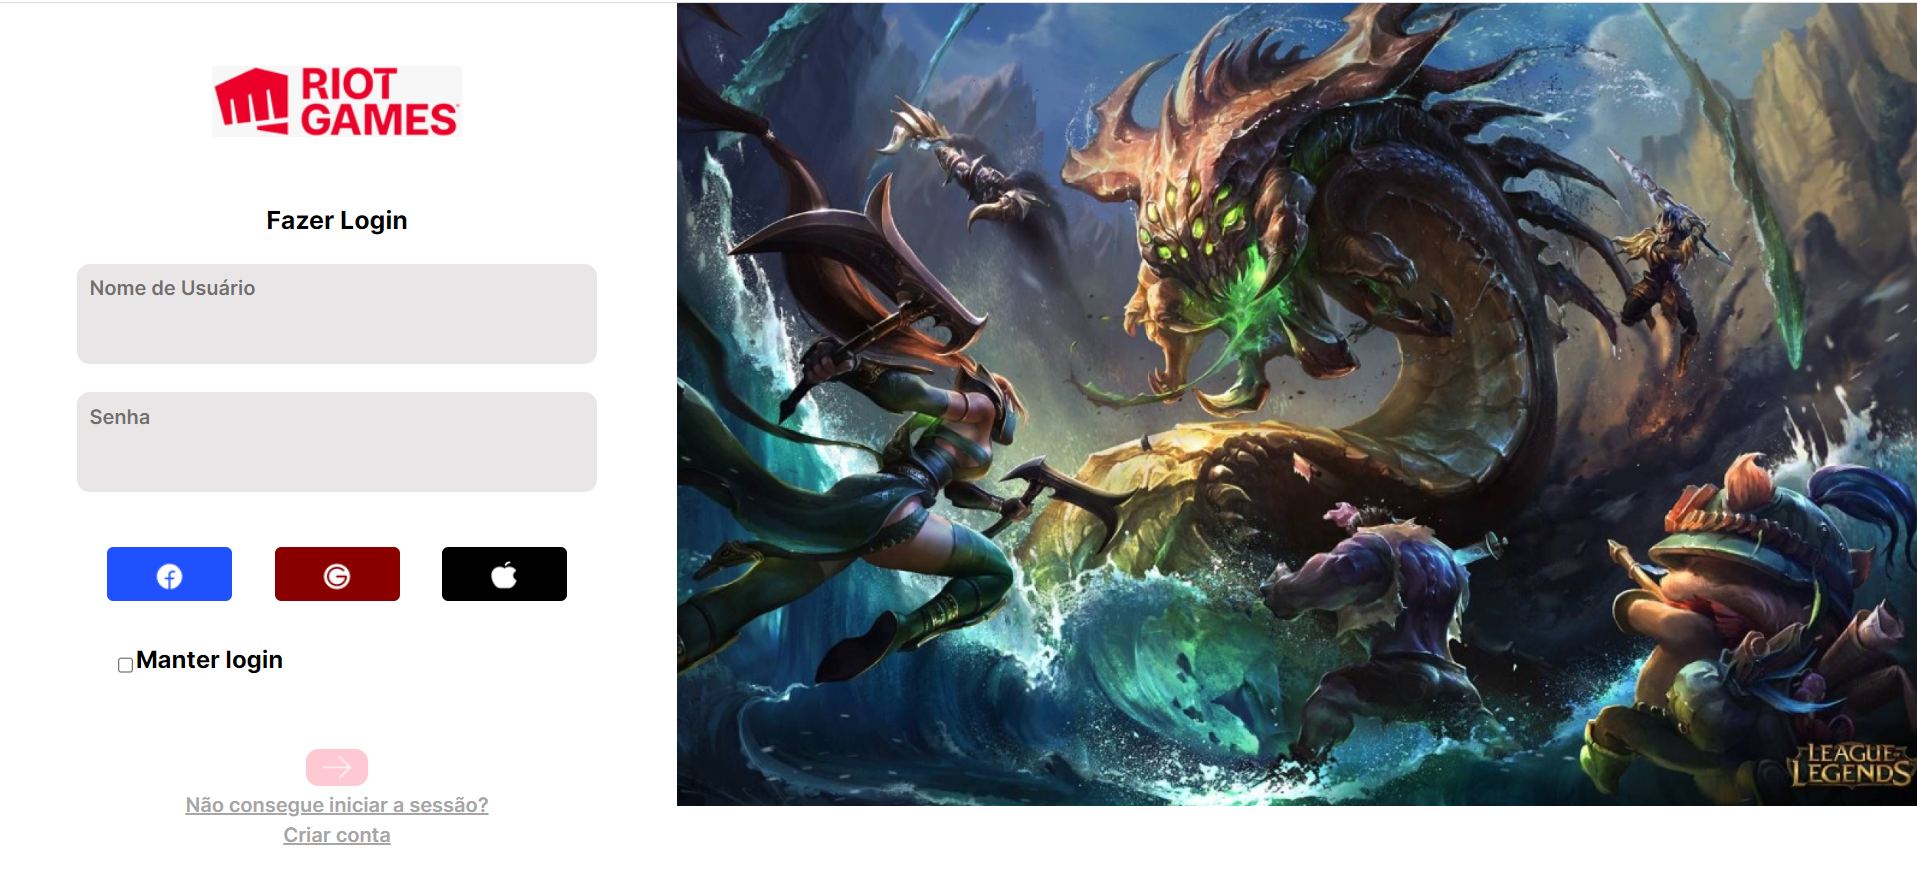 RIOT
GAMES
Fazer Login
Nome de Usuário
Senha
Manter login
Não consegue iniciar a sessão?
Criar conta
LEAGUE OF
LEGENDS